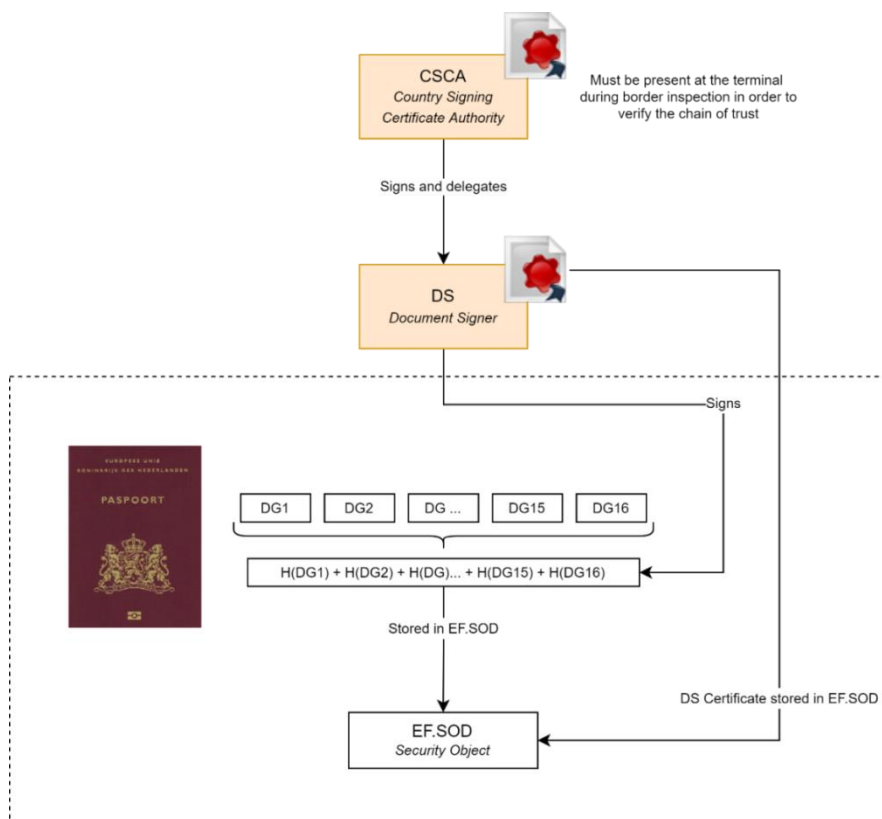 CSCA
Country Signing
Certificate Authority
Must be present at the terminal
during border inspection in order to
verify the chain of trust
Signs and delegates
DS
Document Signer
Signs
EUROPESE UNIE
KONINKRIJK DER NEDERLANDEN
PASPOORT
DG1
DG2
DG ...
DG15
DG16
H(DG1) + H(DG2) + H(DG)... + H(DG15) + H(DG16)
Stored in EF.SOD
DS Certificate stored in EF.SOD
EF.SOD
Security Object